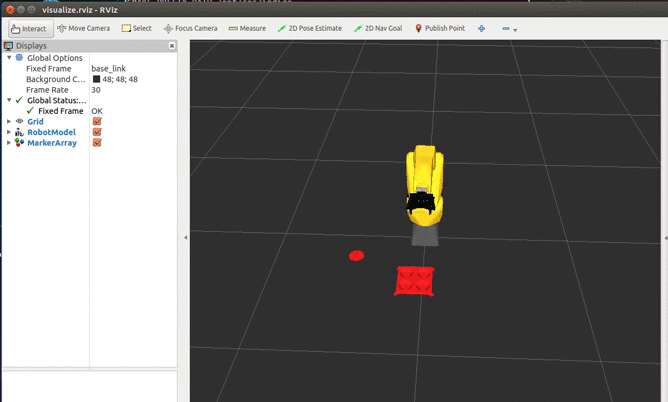 visualize.rviz - RViz
Interact Move Camera Select Focus Camera Measure 2D Pose Estimate 2D Nav Goal Publish Point
Displays
Global Options
Fixed Frame base_link
Background C... 48; 48; 48
Frame Rate 30
Global Status:...
Fixed Frame OK
Grid
RobotModel
MarkerArray